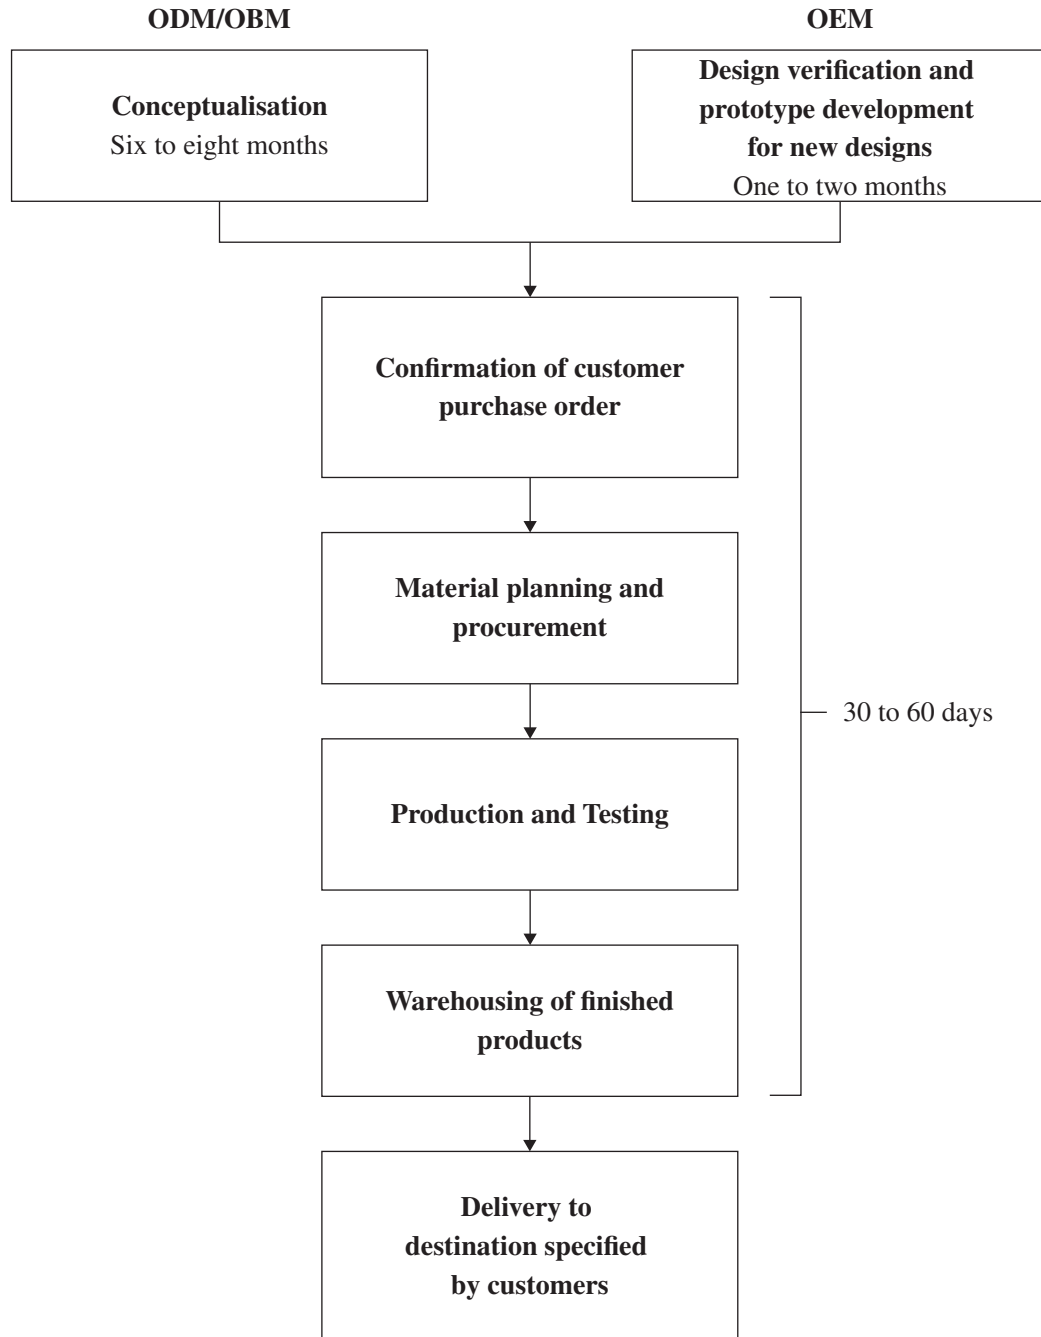 ODM/OBM
OEM
Conceptualisation
Six to eight months
Design verification and
prototype development
for new designs
One to two months
Confirmation of customer
purchase order
Material planning and
procurement
Production and Testing
Warehousing of finished
products
30 to 60 days
Delivery to
destination specified
by customers